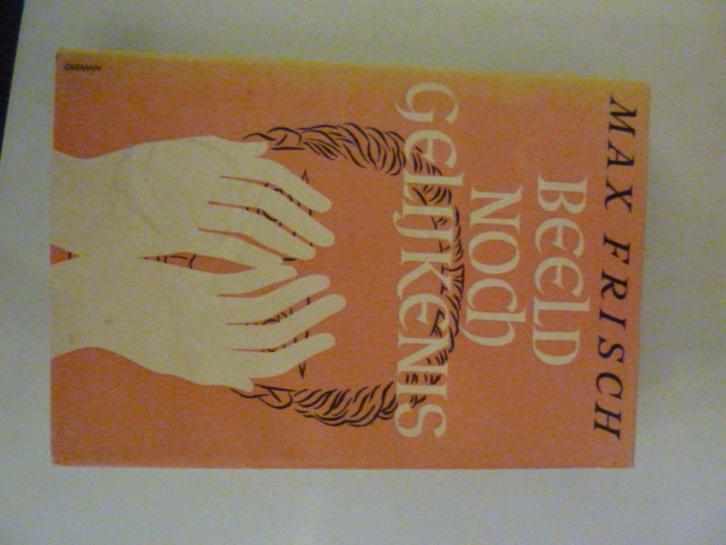 MAX FRISCH
BEELD
NOCH
GELIJKENIS